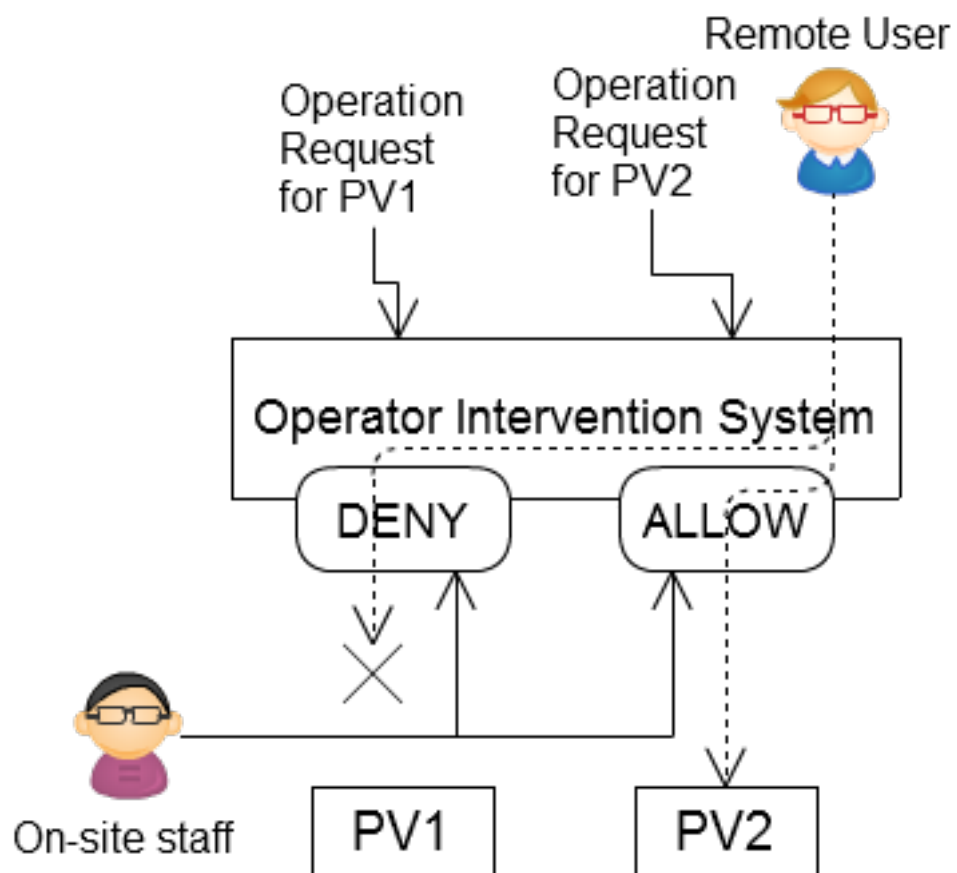 Remote User
Operation
Request
for PV1
Operation
Request
for PV2
Operator Intervention System
DENY
ALLOW
On-site staff
PV1
PV2